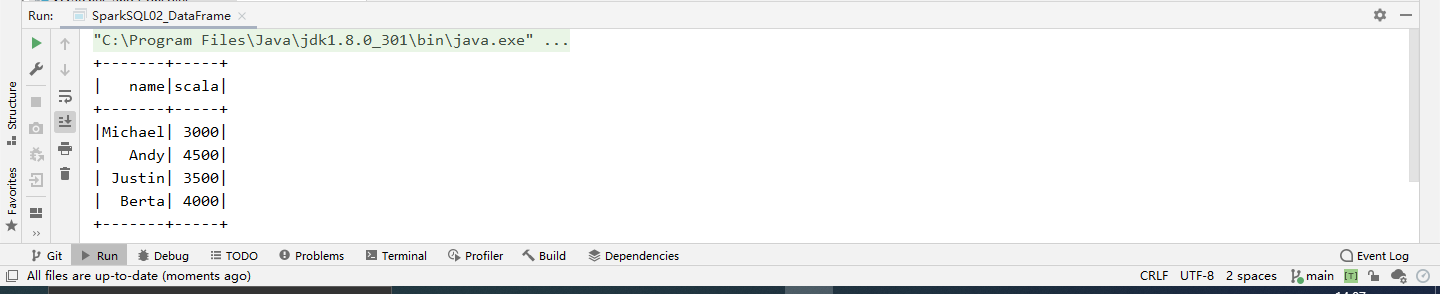 Run: SparkSQL02_DataFrame
"C:\Program Files\Java\jdk1.8.0_301\bin\java.exe" ...
+-------+-----+
|   name|scala|
+-------+-----+
|Michael| 3000|
|   Andy| 4500|
| Justin| 3500|
|  Berta| 4000|
+-------+-----+
Structure
Favorites
Git Run Debug TODO Problems Terminal Profiler Build Dependencies Event Log
All files are up-to-date (moments ago) CRLF UTF-8 2 spaces main [T]